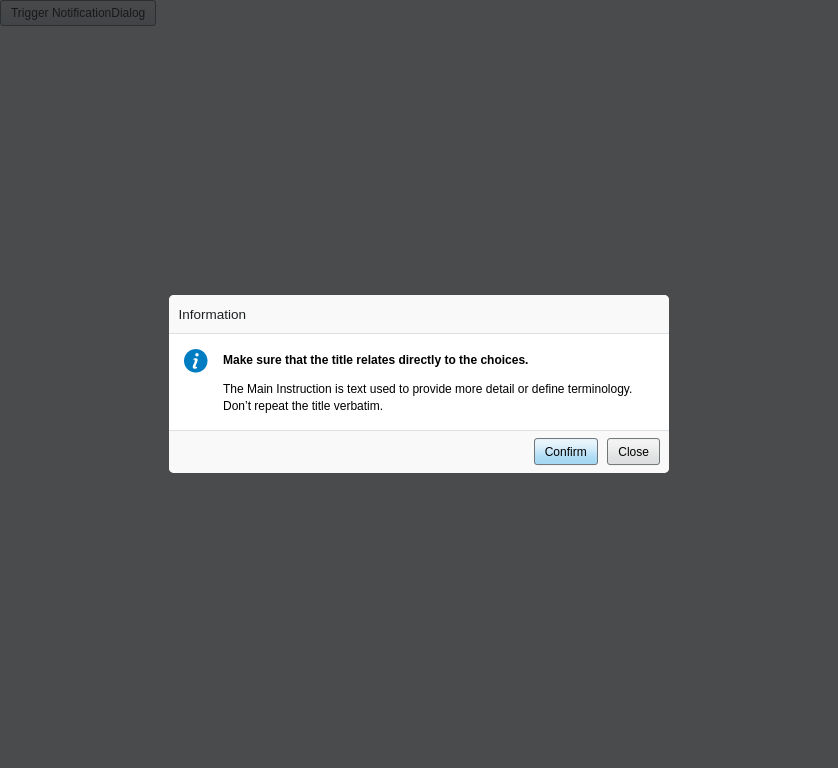 Trigger NotificationDialog
Information
Make sure that the title relates directly to the choices.
The Main Instruction is text used to provide more detail or define terminology.
Don’t repeat the title verbatim.
Confirm Close